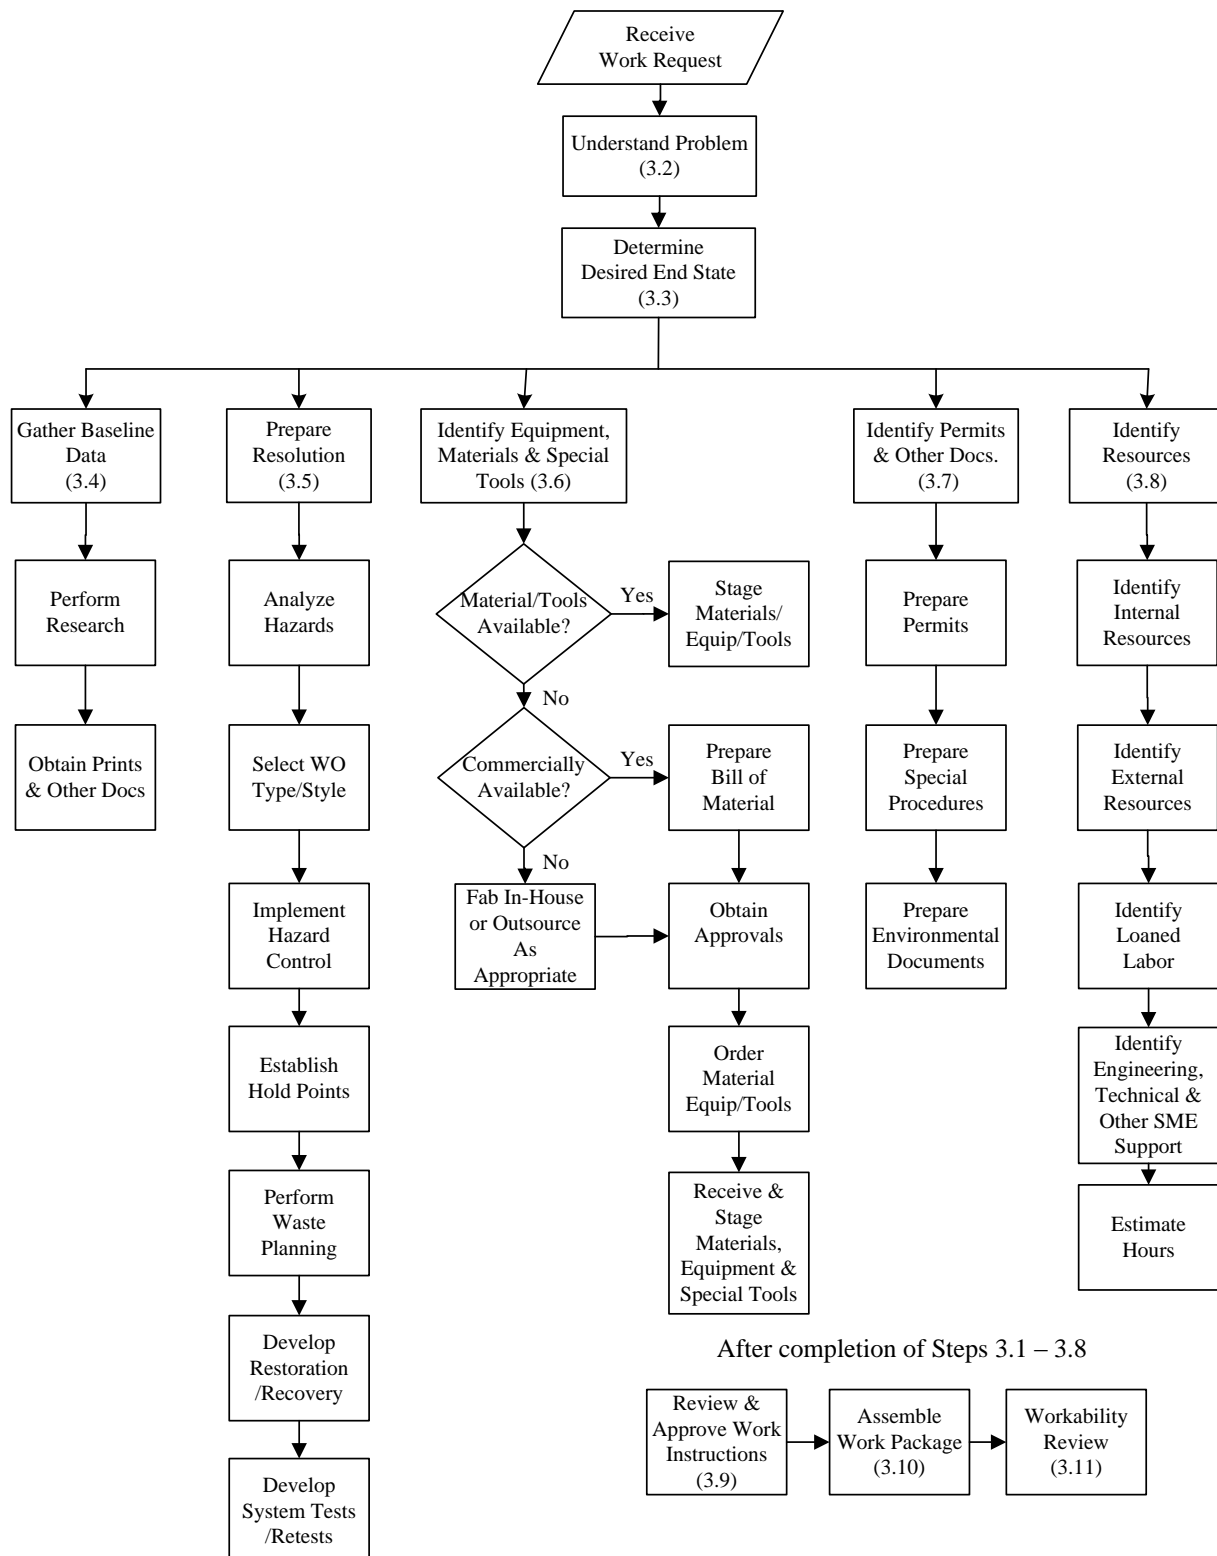 Receive
Work Request
Understand Problem
(3.2)
Determine
Desired End State
(3.3)
Gather Baseline
Data
(3.4)
Perform
Research
Obtain Prints
& Other Docs
Prepare
Resolution
(3.5)
Analyze
Hazards
Select WO
Type/Style
Implement
Hazard
Control
Establish
Hold Points
Perform
Waste
Planning
Develop
Restoration
/Recovery
Develop
System Tests
/Retests
Identify Equipment,
Materials & Special
Tools (3.6)
Material/Tools
Available?
Yes
Stage
Materials/
Equip/Tools
No
Commercially
Available?
Yes
Prepare
Bill of
Material
No
Fab In-House
or Outsource
As
Appropriate
Obtain
Approvals
Order
Material
Equip/Tools
Receive &
Stage
Materials,
Equipment &
Special Tools
Identify Permits
& Other Docs.
(3.7)
Prepare
Permits
Prepare
Special
Procedures
Prepare
Environmental
Documents
Identify
Resources
(3.8)
Identify
Internal
Resources
Identify
External
Resources
Identify
Loaned
Labor
Identify
Engineering,
Technical &
Other SME
Support
Estimate
Hours
After completion of Steps 3.1 – 3.8
Review &
Approve Work
Instructions
(3.9)
Assemble
Work Package
(3.10)
Workability
Review
(3.11)